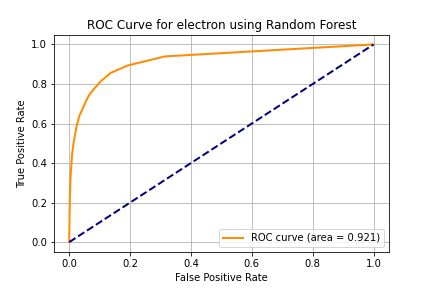 ROC Curve for electron using Random Forest
1.0
0.8
0.6
0.4
0.2
0.0
True Positive Rate
ROC curve (area = 0.921)
0.0 0.2 0.4 0.6 0.8 1.0
False Positive Rate